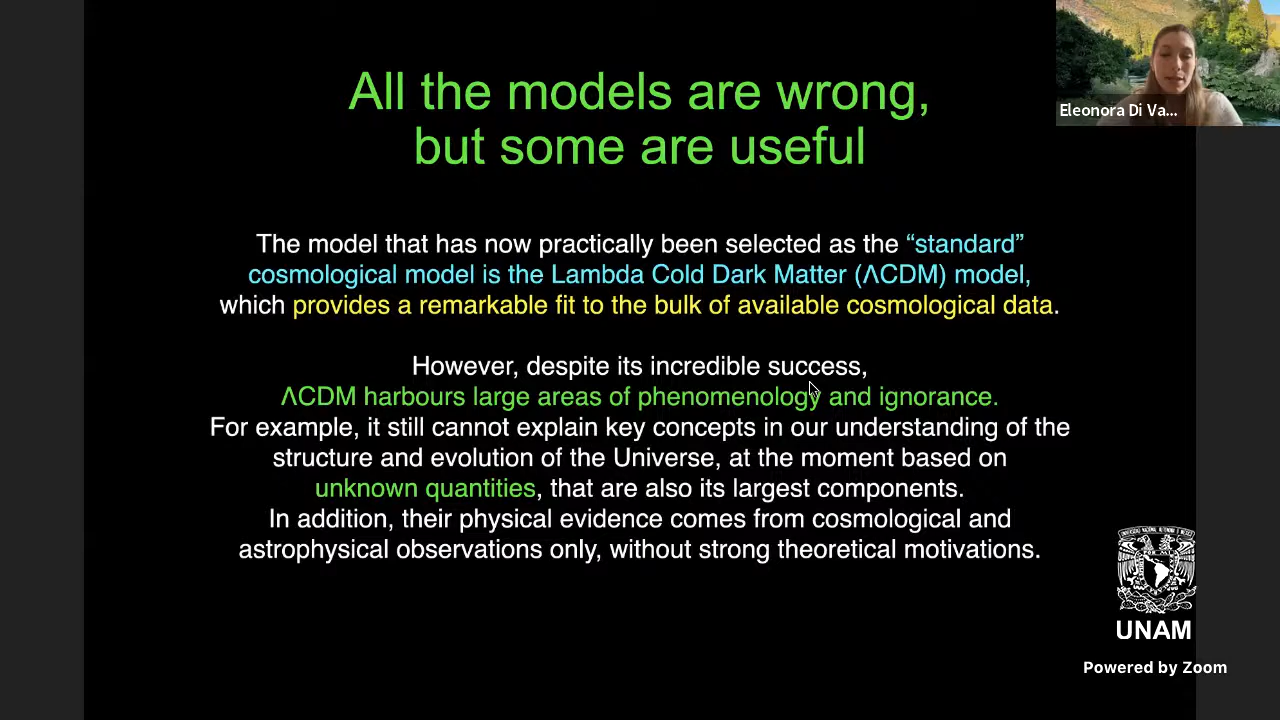 All the models are wrong,
but some are useful
Eleonora Di Va...
The model that has now practically been selected as the “standard”
cosmological model is the Lambda Cold Dark Matter (ΛCDM) model,
which provides a remarkable fit to the bulk of available cosmological data.
However, despite its incredible success,
ΛCDM harbours large areas of phenomenology and ignorance.
For example, it still cannot explain key concepts in our understanding of the
structure and evolution of the Universe, at the moment based on
unknown quantities, that are also its largest components.
In addition, their physical evidence comes from cosmological and
astrophysical observations only, without strong theoretical motivations.
UNAM
Powered by Zoom